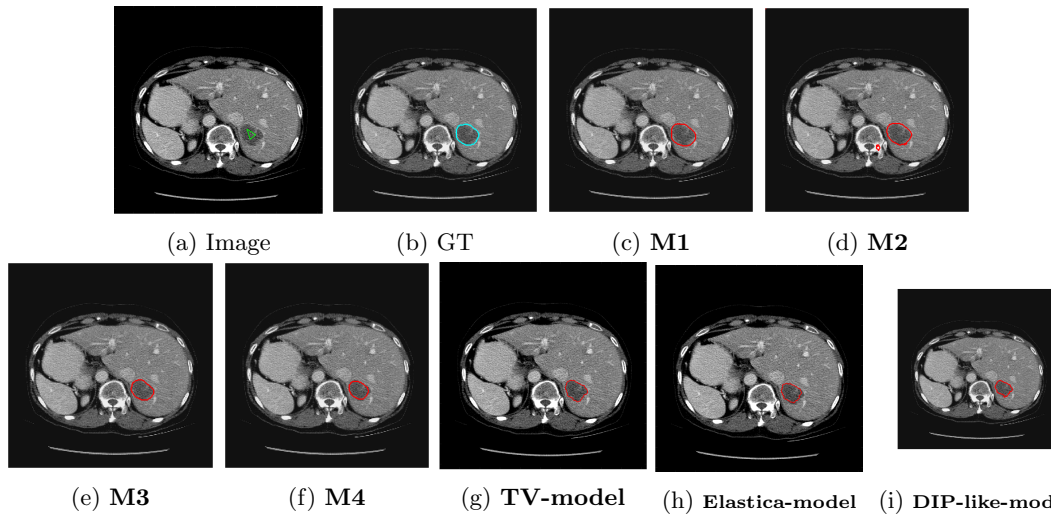 (a) Image
(b) GT
(c) M1
(d) M2
(e) M3
(f) M4
(g) TV-model
(h) Elastica-model
(i) DIP-like-mod